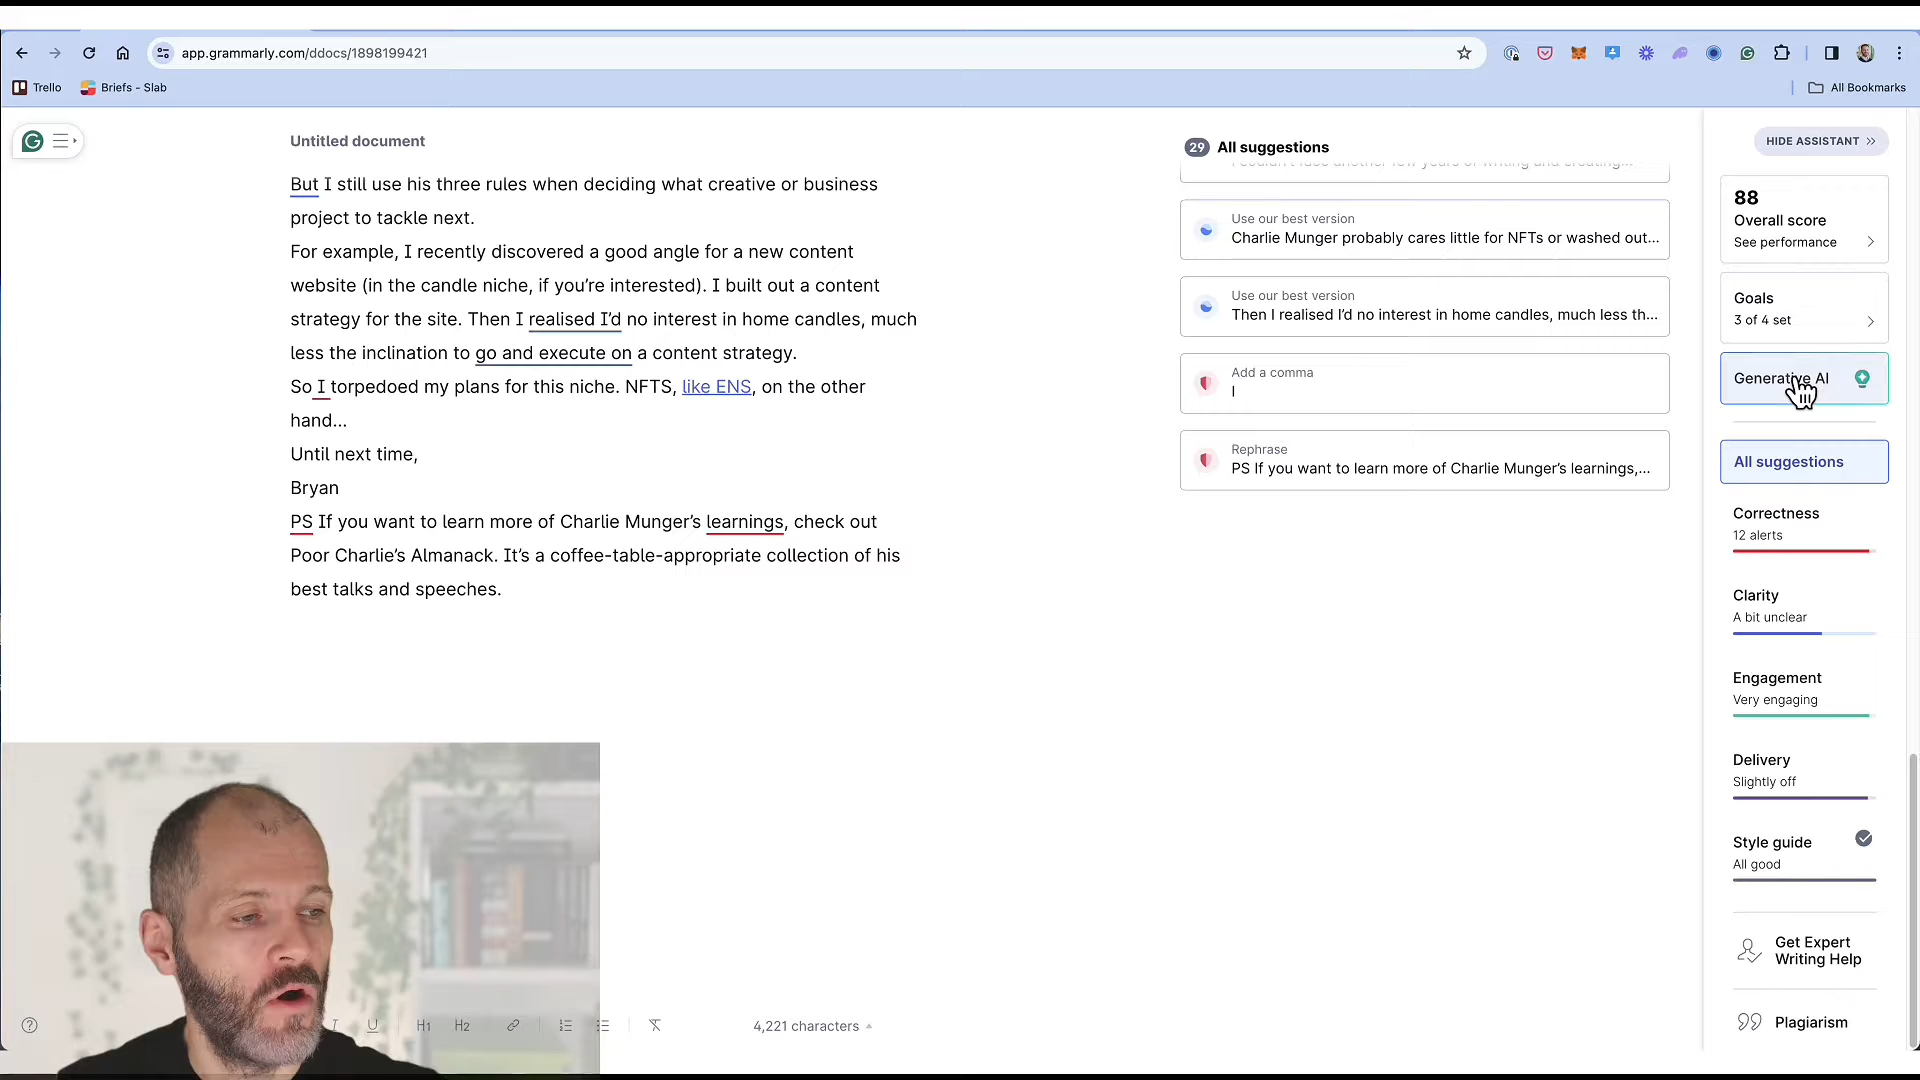 app.grammarly.com/ddocs/1898199421
Trello
Briefs - Slab
All Bookmarks
Untitled document
But I still use his three rules when deciding what creative or business
project to tackle next.
For example, I recently discovered a good angle for a new content
website (in the candle niche, if you’re interested). I built out a content
strategy for the site. Then I realised I’d no interest in home candles, much
less the inclination to go and execute on a content strategy.
So I torpedoed my plans for this niche. NFTS, like ENS, on the other
hand...
Until next time,
Bryan
PS If you want to learn more of Charlie Munger’s learnings, check out
Poor Charlie’s Almanack. It’s a coffee-table-appropriate collection of his
best talks and speeches.
H1
H2
4,221 characters
29 All suggestions
I couldn't face another few years of writing and creating...
Use our best version
Charlie Munger probably cares little for NFTs or washed out...
Use our best version
Then I realised I’d no interest in home candles, much less th...
Add a comma
I
Rephrase
PS If you want to learn more of Charlie Munger’s learnings,...
HIDE ASSISTANT
88
Overall score
See performance
Goals
3 of 4 set
Generative AI
All suggestions
Correctness
12 alerts
Clarity
A bit unclear
Engagement
Very engaging
Delivery
Slightly off
Style guide
All good
Get Expert
Writing Help
Plagiarism